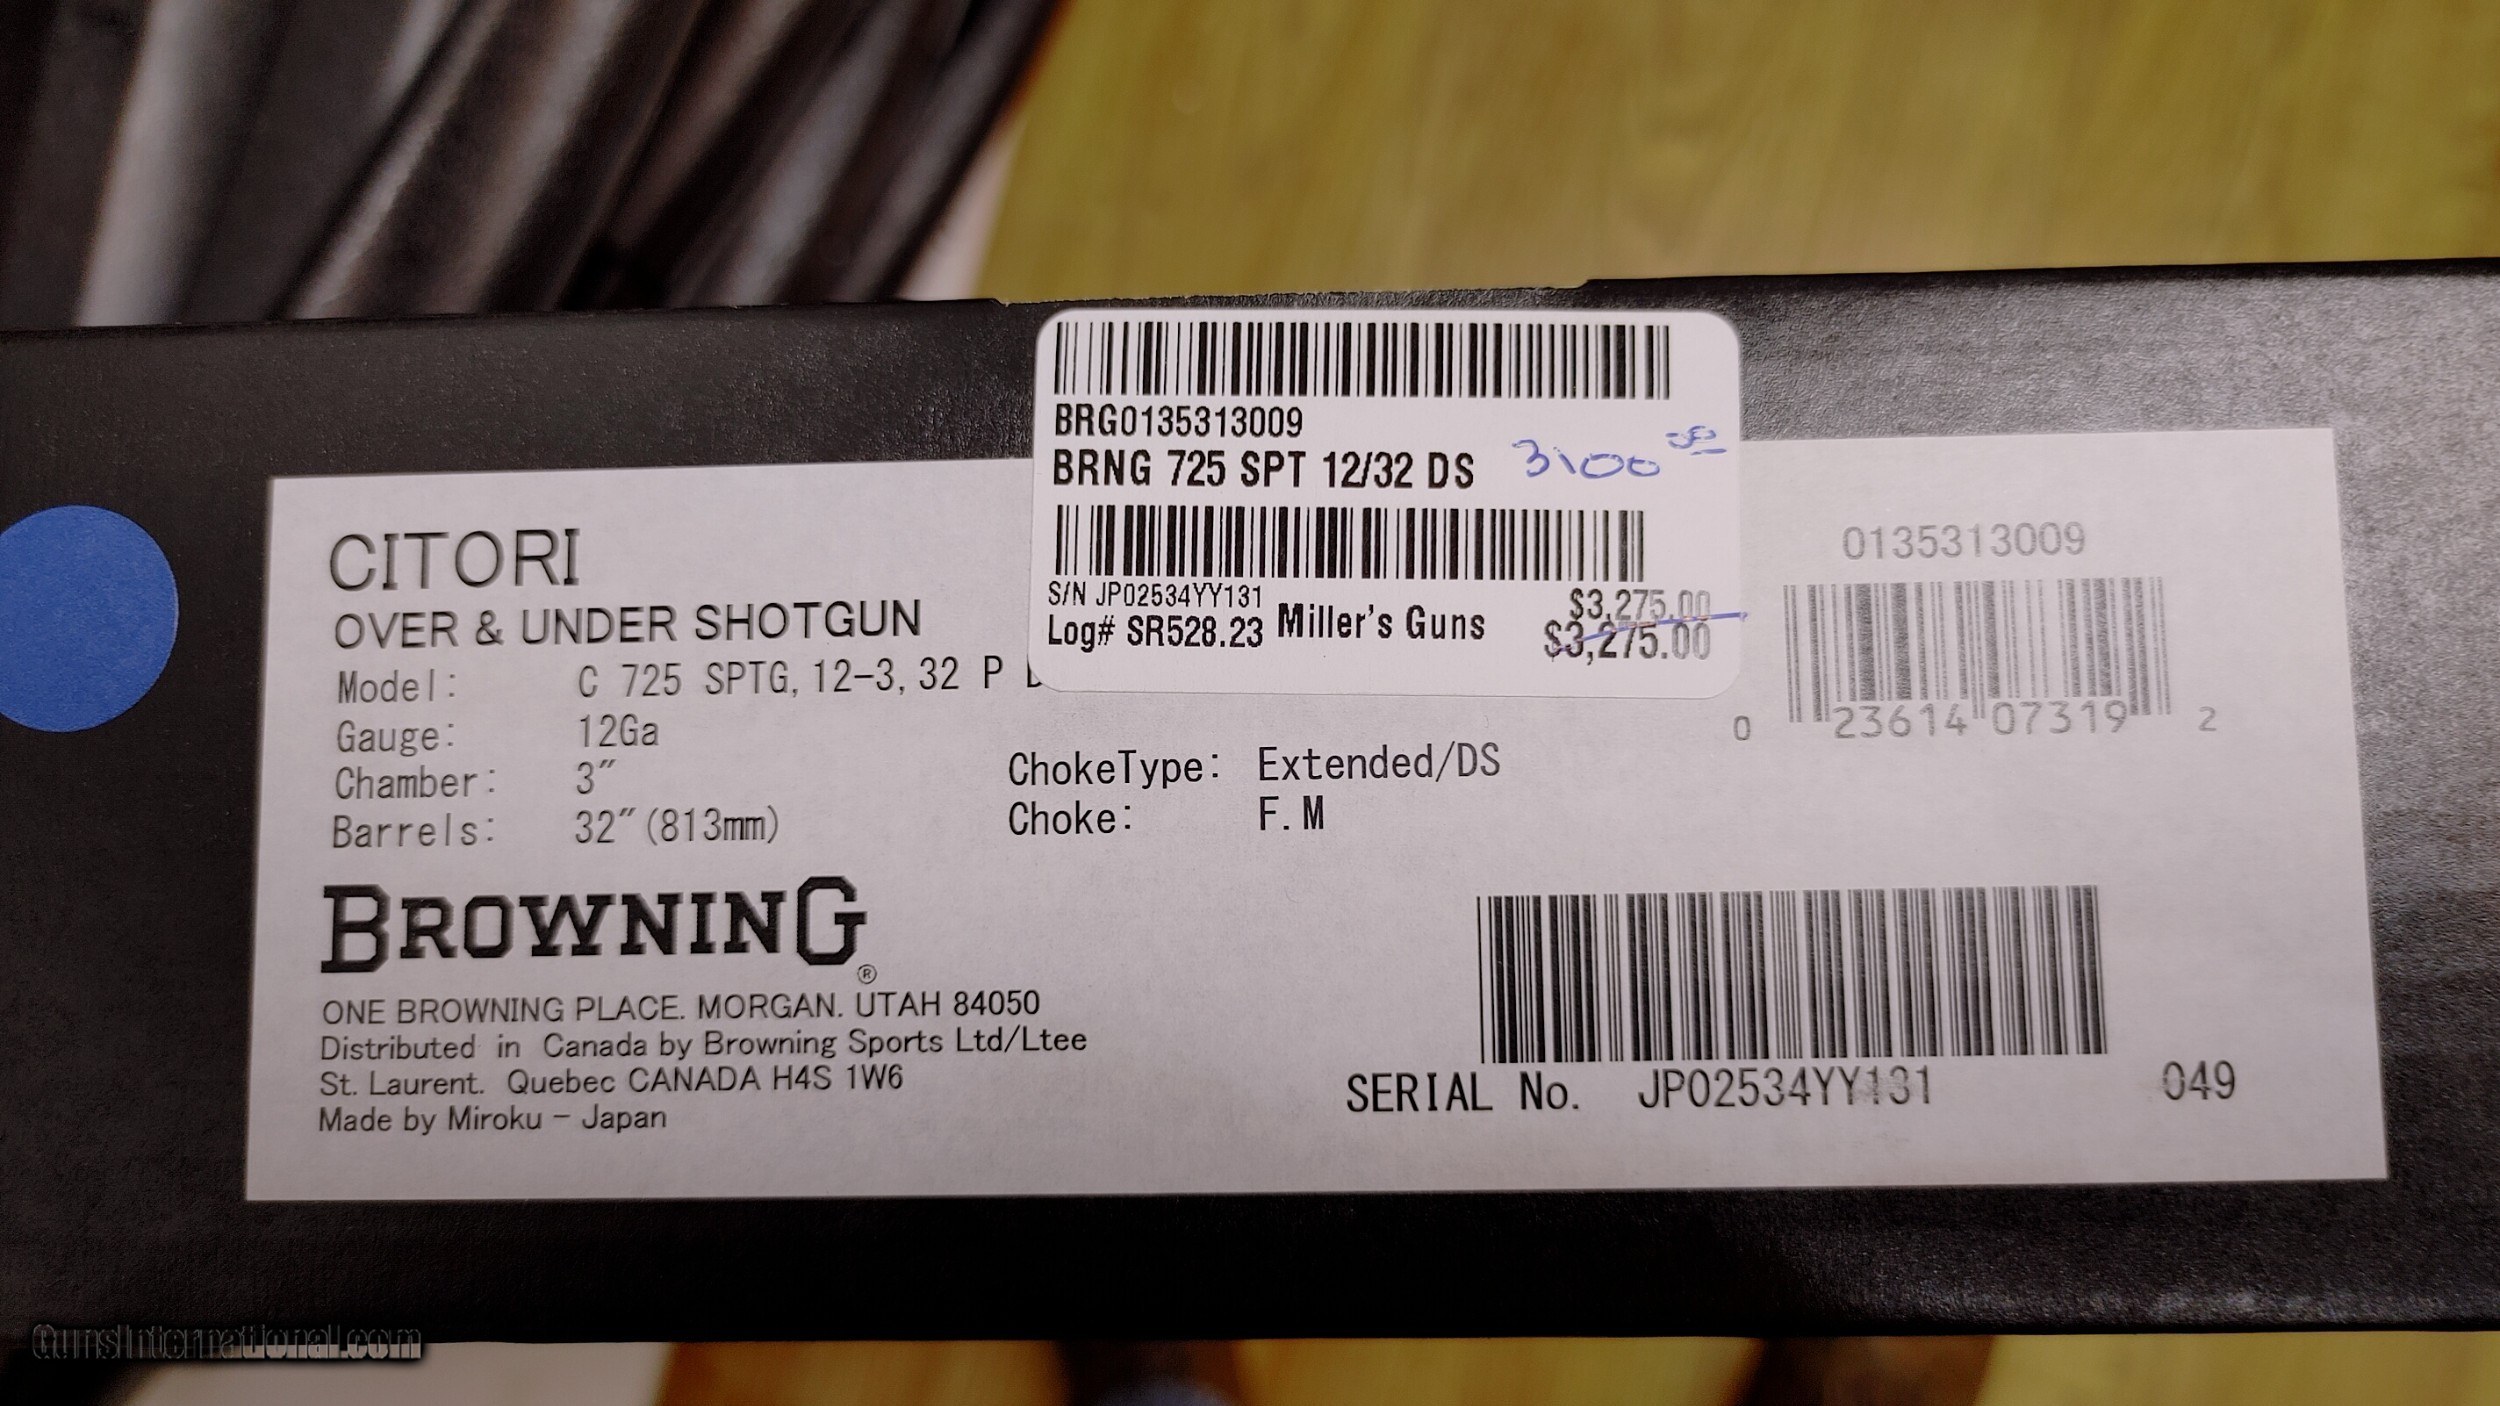 BRG0135313009
BRNG 725 SPT 12/32 DS
3100 00
S/N JP02534YY131
Log# SR528.23
Miller's Guns
$3,275.00
$3,275.00
CITORI
OVER & UNDER SHOTGUN
Model: C 725 SPTG, 12-3, 32 P
Gauge: 12Ga
Chamber: 3"
Barrels: 32" (813mm)
ChokeType: Extended/DS
Choke: F. M
0135313009
0 23614 07319 2
BROWNING®
ONE BROWNING PLACE. MORGAN. UTAH 84050
Distributed in Canada by Browning Sports Ltd/Ltee
St. Laurent. Quebec CANADA H4S 1W6
Made by Miroku - Japan
SERIAL No. JP02534YY131
049
GunsInternational.com